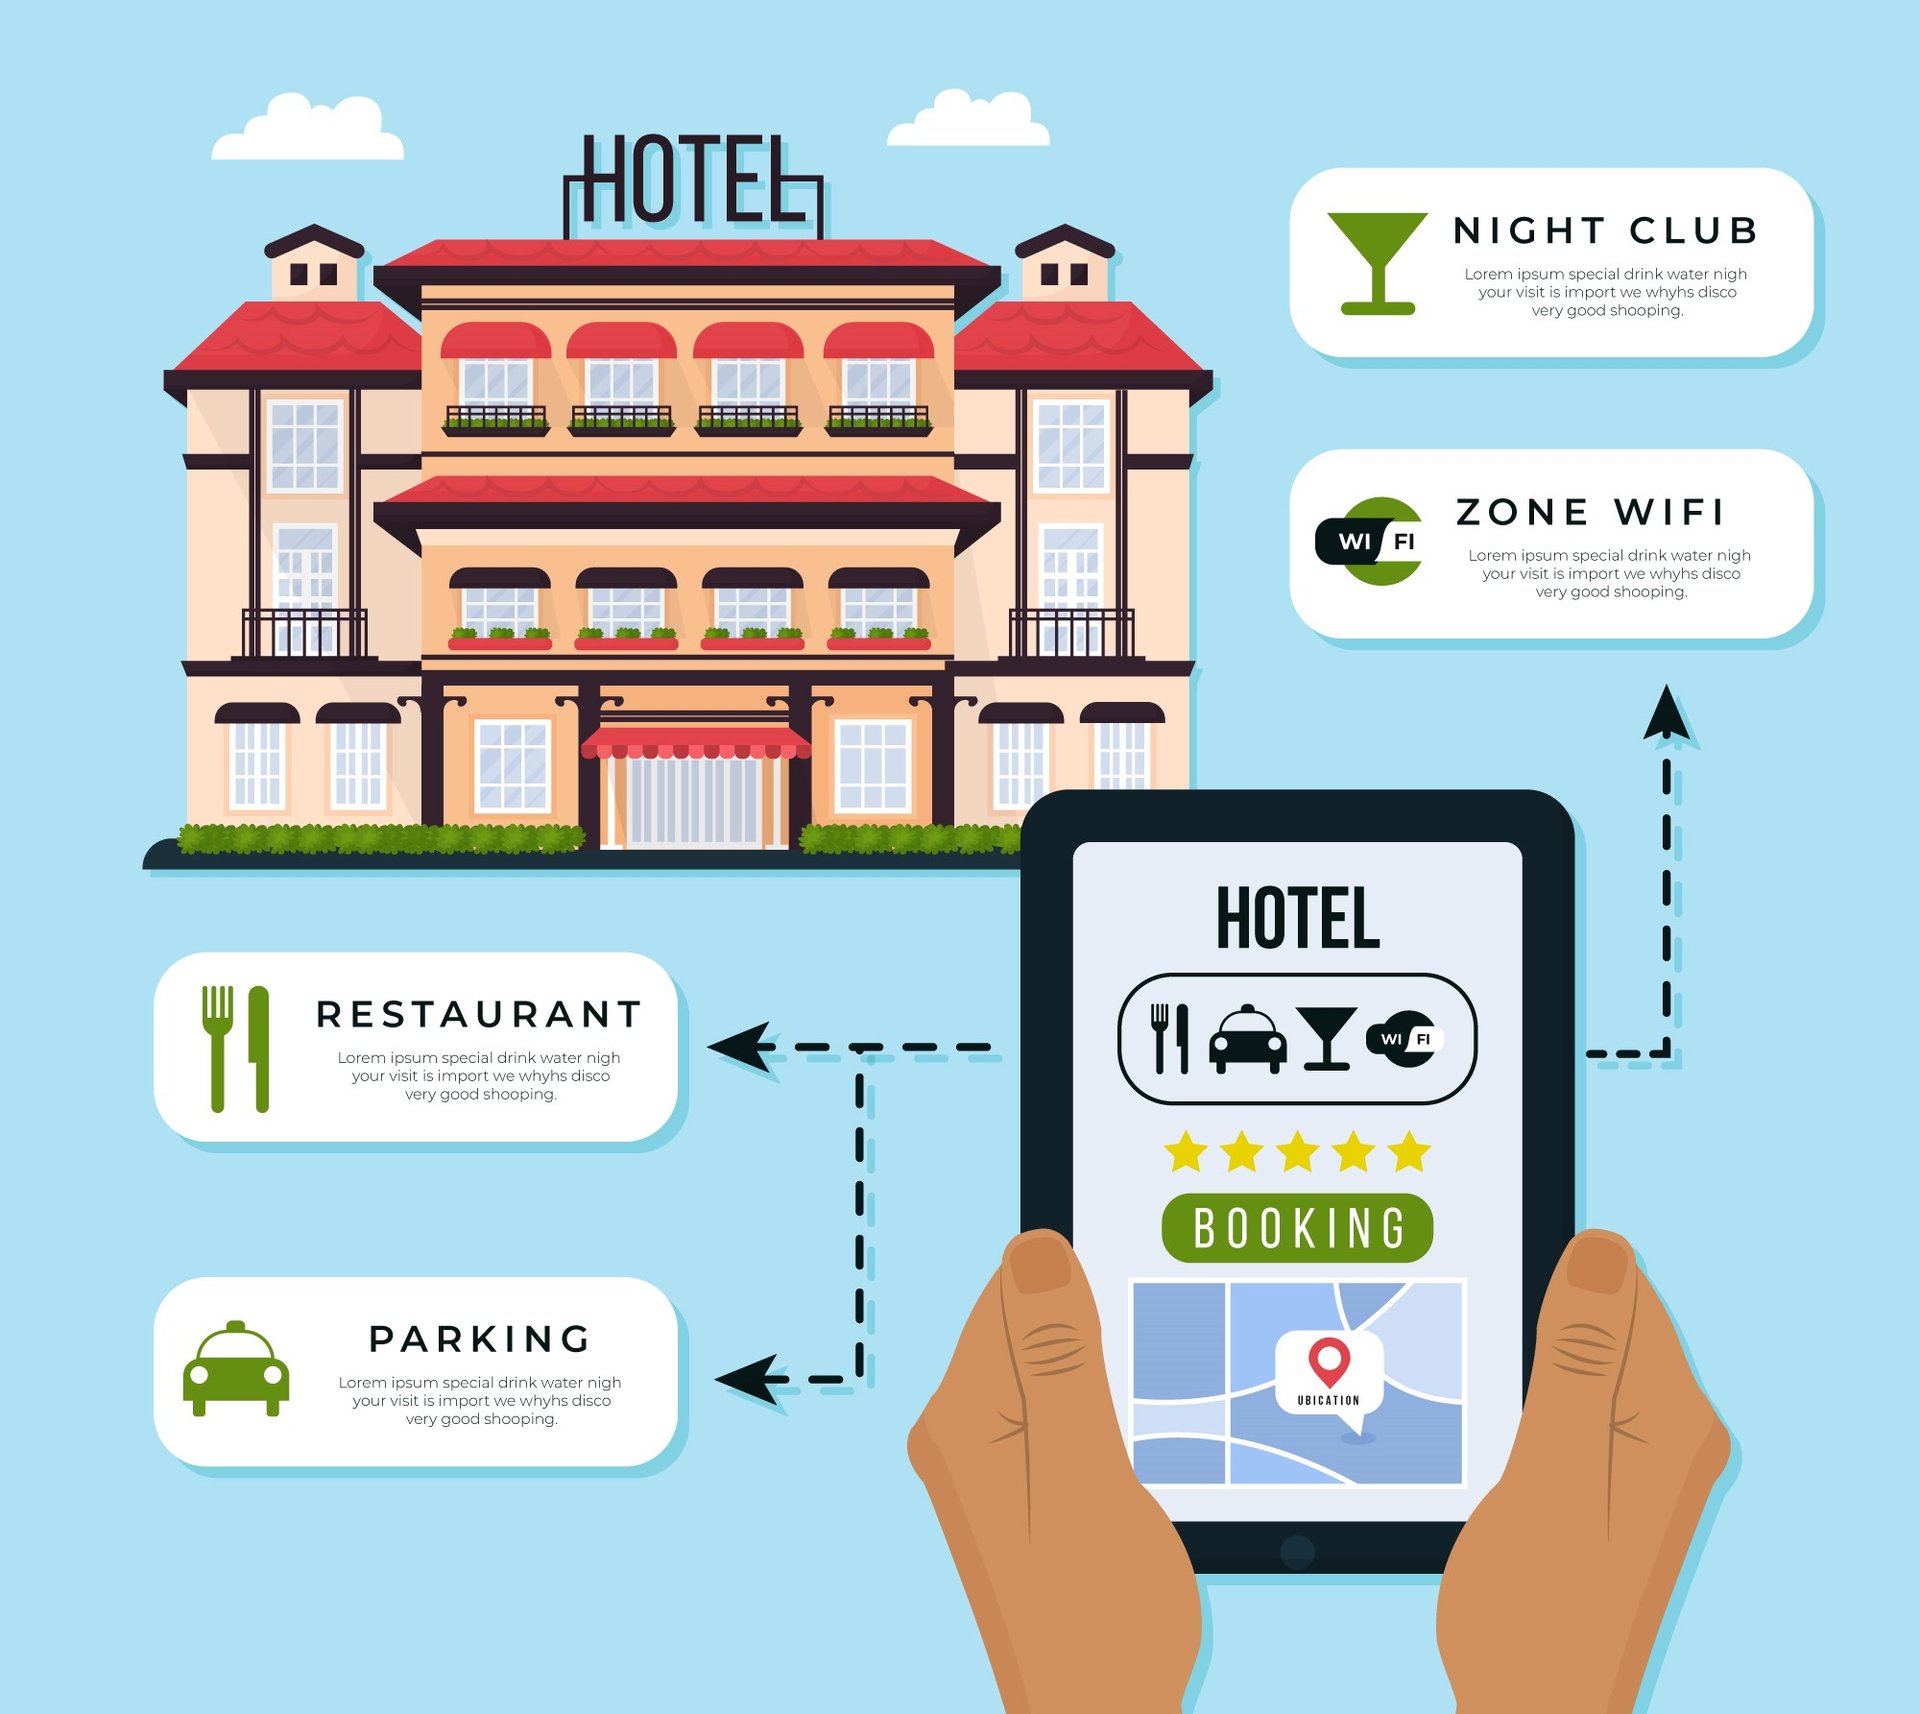 HOTEL
NIGHT CLUB
Lorem ipsum special drink water nigh
your visit is import we whyhs disco
very good shooping.
WI FI
ZONE WIFI
Lorem ipsum special drink water nigh
your visit is import we whyhs disco
very good shooping.
RESTAURANT
Lorem ipsum special drink water nigh
your visit is import we whyhs disco
very good shooping.
PARKING
Lorem ipsum special drink water nigh
your visit is import we whyhs disco
very good shooping.
HOTEL
WI FI
BOOKING
UBICATION